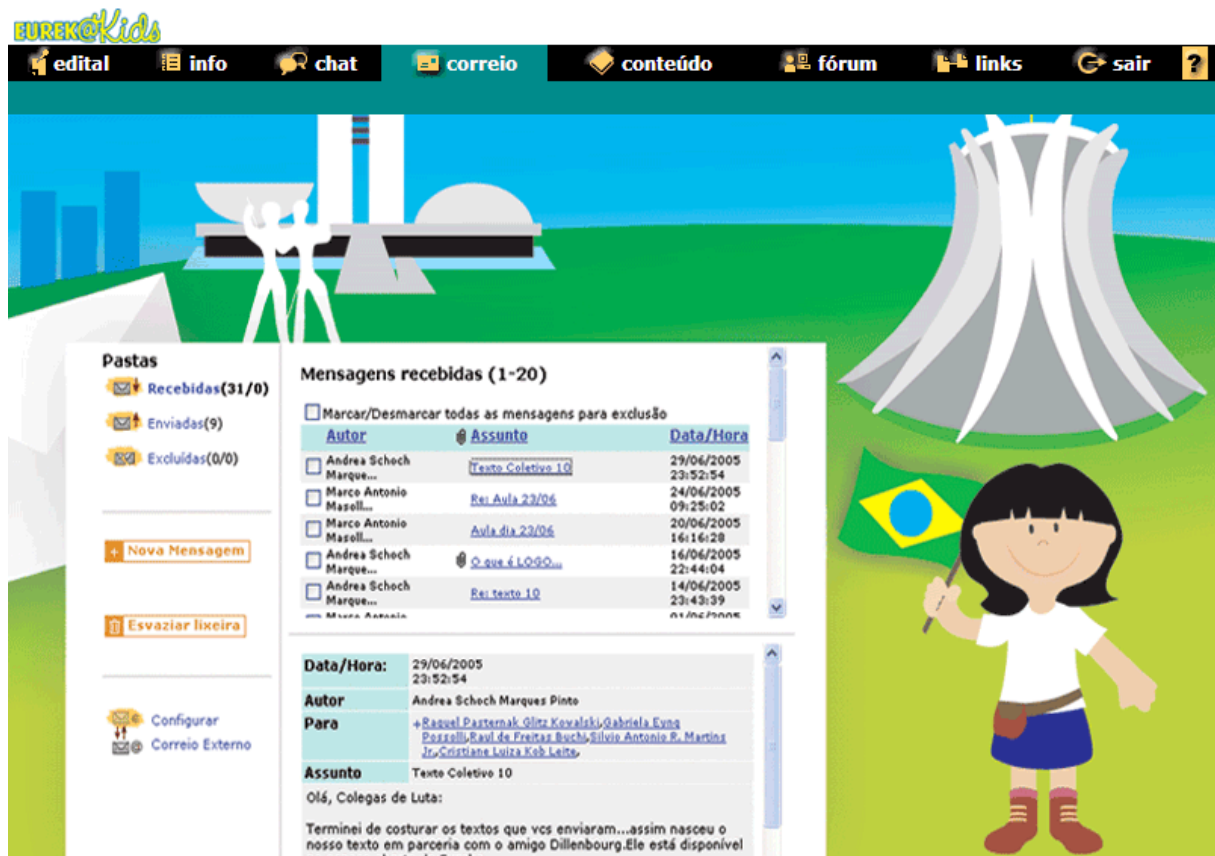 EUREK@Kids
edital info chat correio conteúdo fórum links sair ?
Pastas
Recebidas(31/0)
Enviadas(9)
Excluídas(0/0)
+ Nova Mensagem
Esvaziar lixeira
Configurar
Correio Externo
Mensagens recebidas (1-20)
Marcar/Desmarcar todas as mensagens para exclusão
Autor Assunto Data/Hora
Andrea Schoch Marque... Texto Coletivo 10 29/06/2005 23:52:54
Marco Antonio Masoll... Re: Aula 23/06 24/06/2005 09:25:02
Marco Antonio Masoll... Aula dia 23/06 20/06/2005 16:16:28
Andrea Schoch Marque... O que é LOGO... 16/06/2005 22:44:04
Andrea Schoch Marque... Re: texto 10 14/06/2005 23:43:39
Marco Antonio 01/06/2005
Data/Hora: 29/06/2005
23:52:54
Autor Andrea Schoch Marques Pinto
Para +Raquel Pasternak Glitz Kowalski,Gabriela Eyng
Possolli,Raul de Freitas Buchi,Silvio Antonio R. Martins
Jr.,Cristiane Luiza Kob Leite,
Assunto Texto Coletivo 10
Olá, Colegas de Luta:
Terminei de costurar os textos que vcs enviaram...assim nasceu o
nosso texto em parceria com o amigo Dillenbourg.Ele está disponível